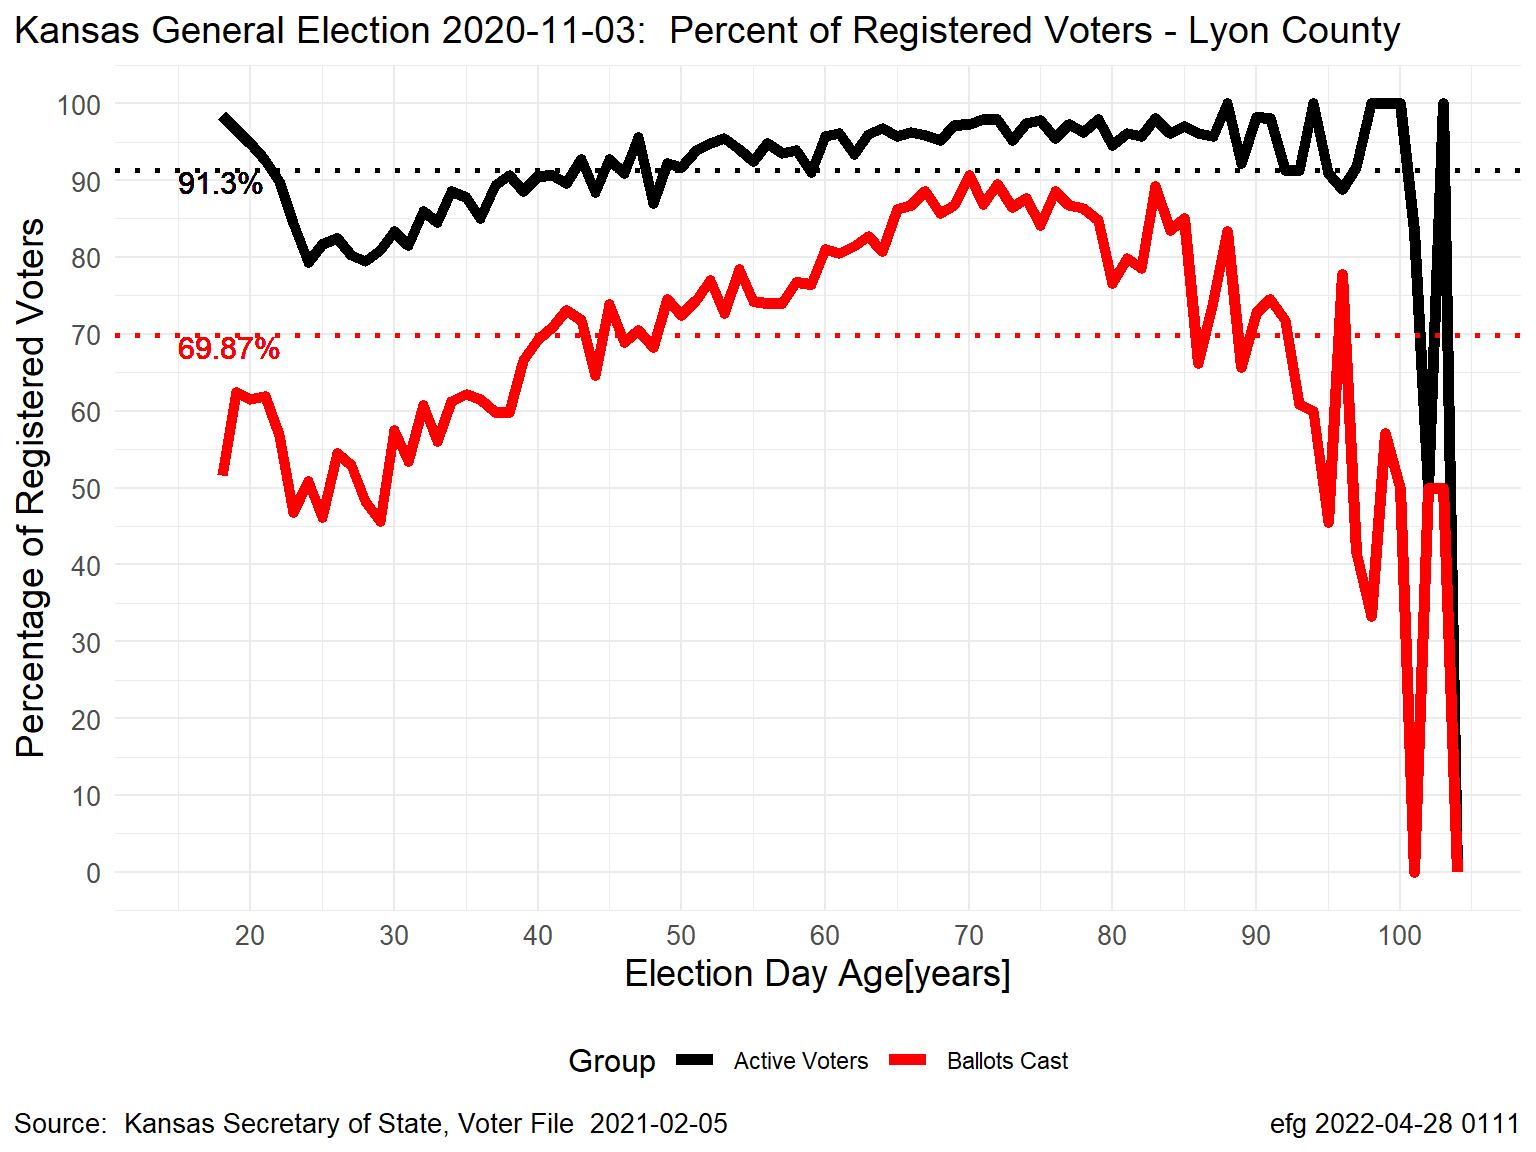 Kansas General Election 2020-11-03:  Percent of Registered Voters - Lyon County
Percentage of Registered Voters
100
90
80
70
60
50
40
30
20
10
0
91.3%
69.87%
20 30 40 50 60 70 80 90 100
Election Day Age[years]
Group Active Voters Ballots Cast
Source:  Kansas Secretary of State, Voter File  2021-02-05
efg 2022-04-28 0111